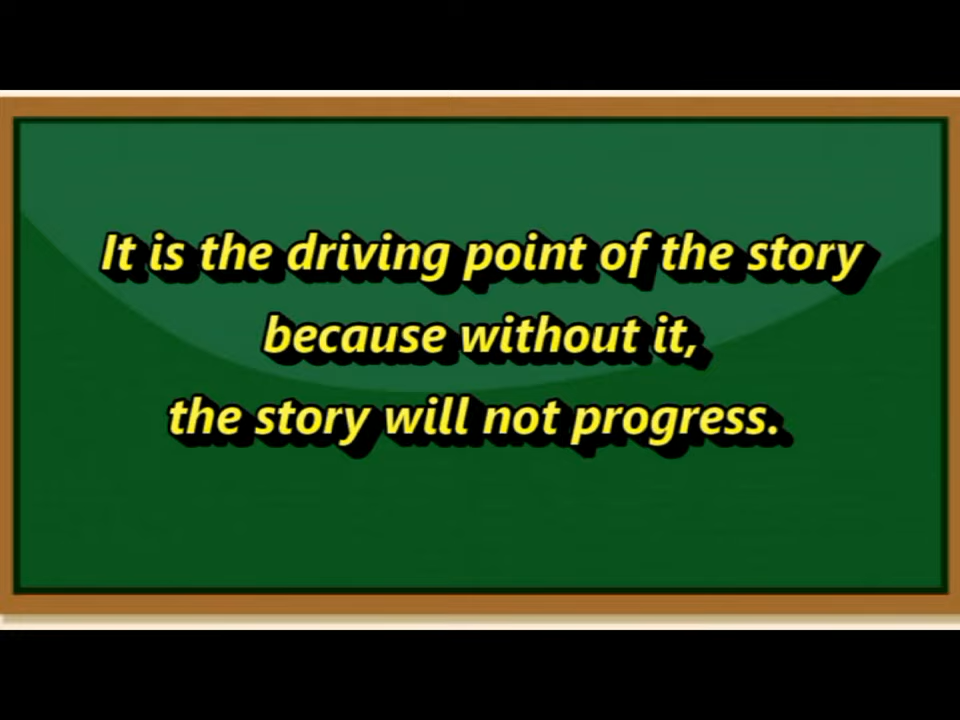 It is the driving point of the story
because without it,
the story will not progress.